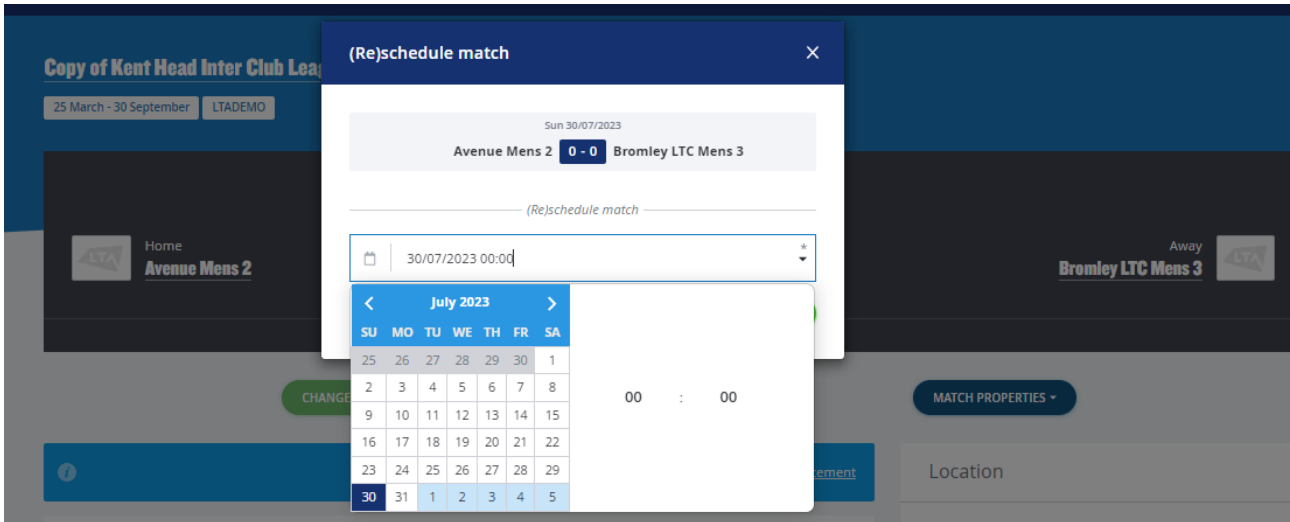 (Re)schedule match
Copy of Kent Head Inter Club Lea
25 March - 30 September LTADEMO
Sun 30/07/2023
Avenue Mens 2 0 - 0 Bromley LTC Mens 3
(Re)schedule match
Home
Avenue Mens 2
Away
Bromley LTC Mens 3
LTA
LTA
30/07/2023 00:00 *
July 2023
SU MO TU WE TH FR SA
25 26 27 28 29 30 1
2 3 4 5 6 7 8
9 10 11 12 13 14 15
16 17 18 19 20 21 22
23 24 25 26 27 28 29
30 31 1 2 3 4 5
00 : 00
CHANGE
MATCH PROPERTIES
Location